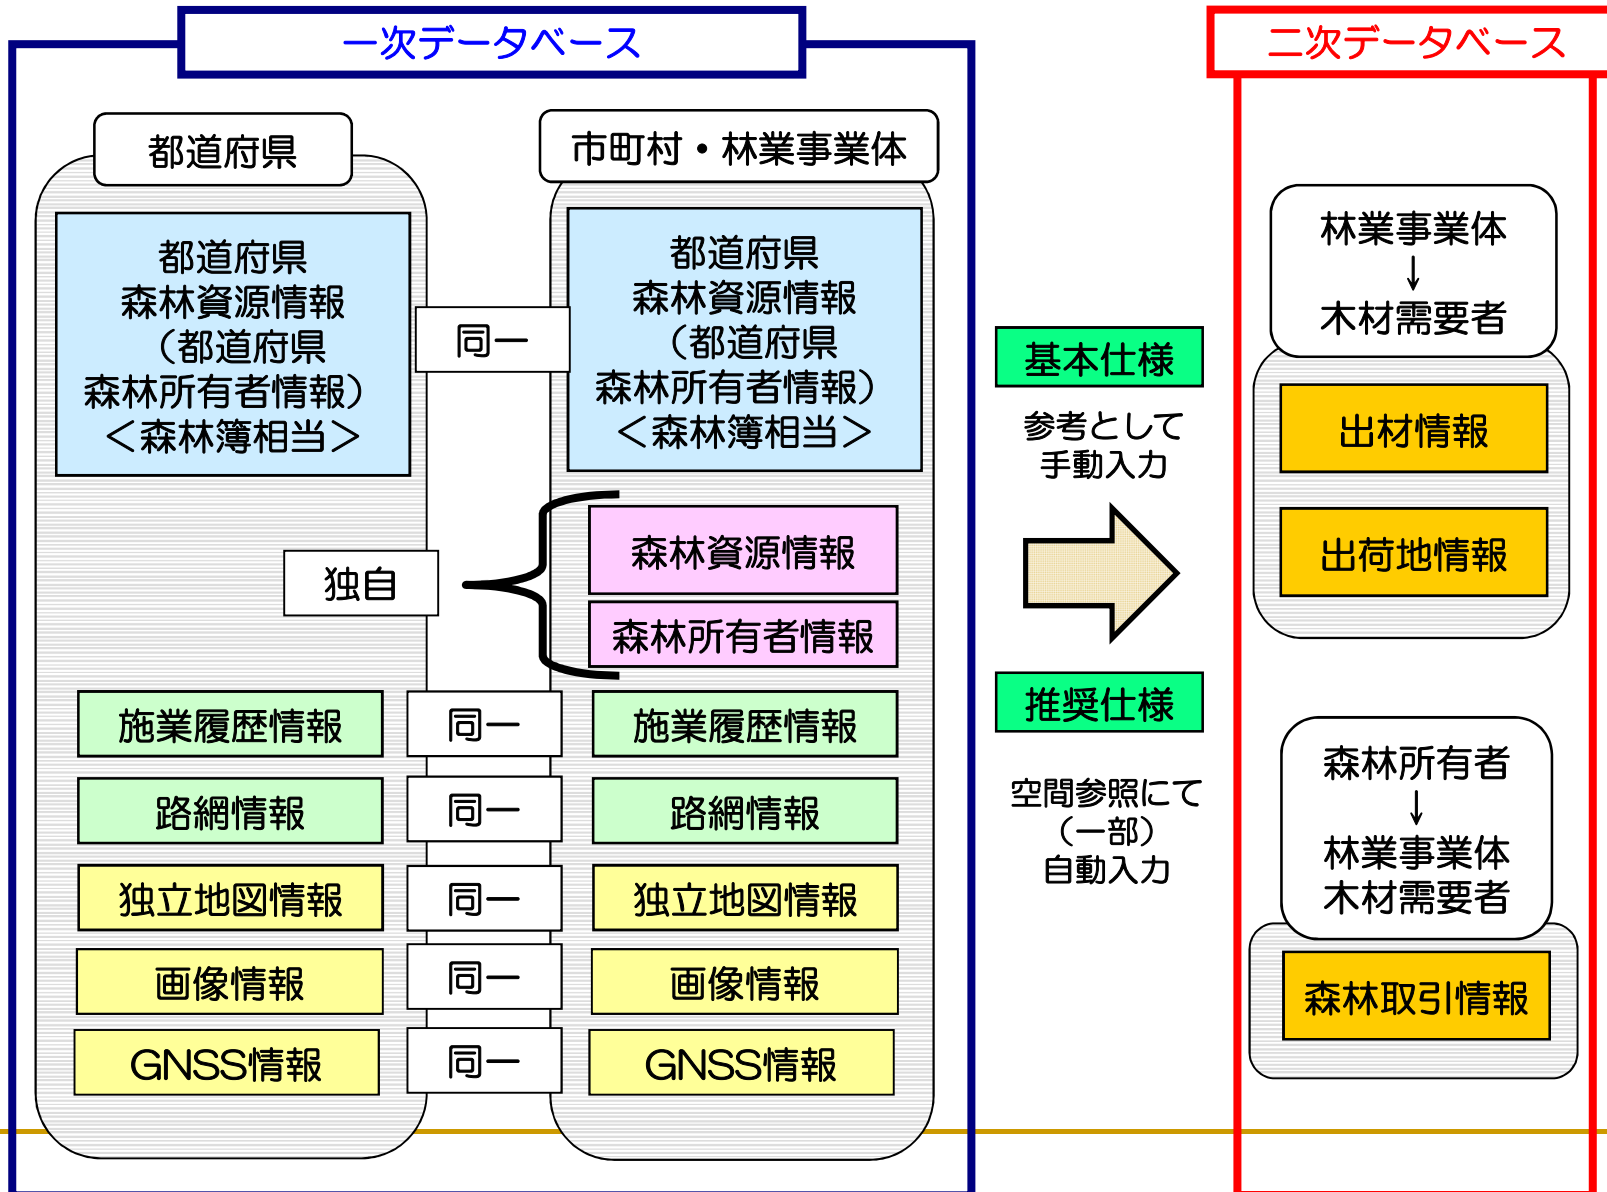 一次データベース
都道府県
都道府県
森林資源情報
（都道府県
森林所有者情報）
＜森林簿相当＞
同一
市町村・林業事業体
都道府県
森林資源情報
（都道府県
森林所有者情報）
＜森林簿相当＞
独自
森林資源情報
森林所有者情報
施業履歴情報
同一
施業履歴情報
路網情報
同一
路網情報
独立地図情報
同一
独立地図情報
画像情報
同一
画像情報
GNSS情報
同一
GNSS情報
基本仕様
参考として
手動入力
推奨仕様
空間参照にて
（一部）
自動入力
二次データベース
林業事業体
↓
木材需要者
出材情報
出荷地情報
森林所有者
↓
林業事業体
木材需要者
森林取引情報